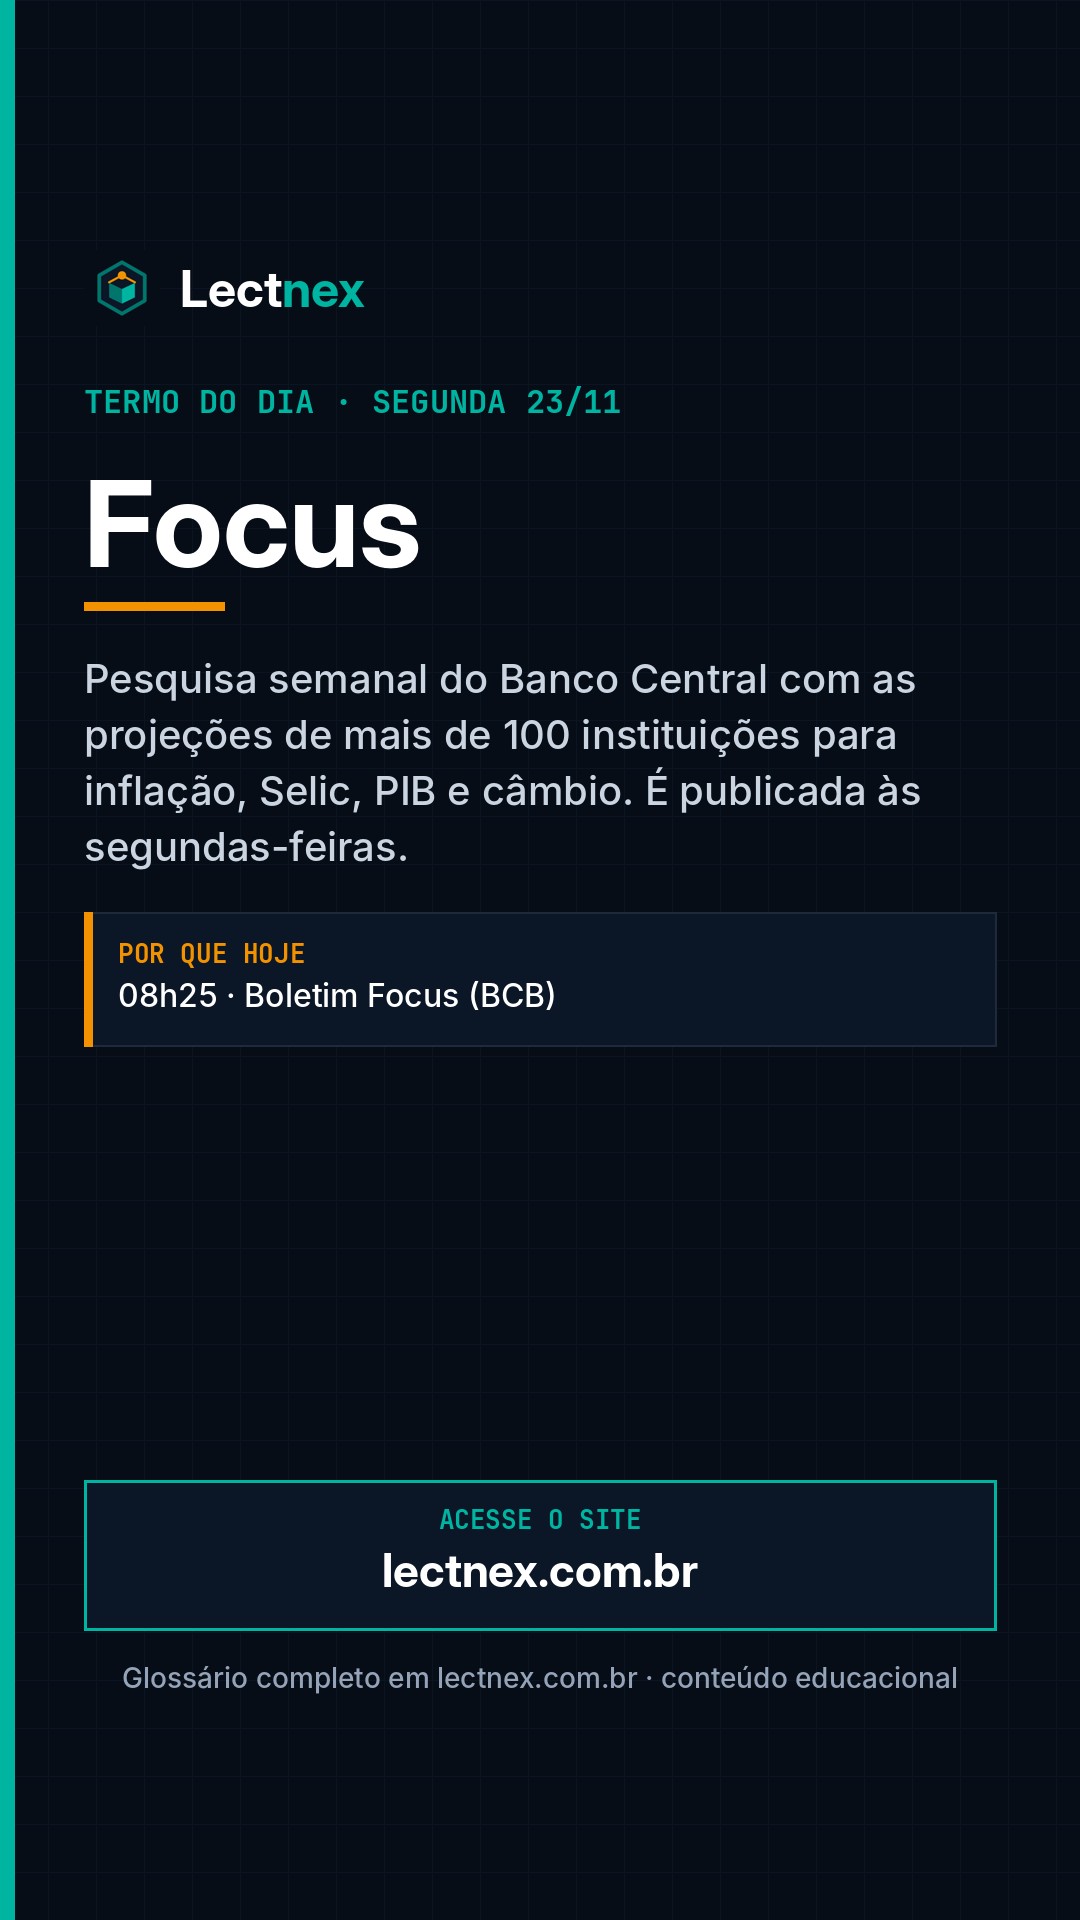 Lectnex
TERMO DO DIA · SEGUNDA 23/11
Focus
Pesquisa semanal do Banco Central com as
projeções de mais de 100 instituições para
inflação, Selic, PIB e câmbio. É publicada às
segundas-feiras.
POR QUE HOJE
08h25 · Boletim Focus (BCB)
ACESSE O SITE
lectnex.com.br
Glossário completo em lectnex.com.br · conteúdo educacional